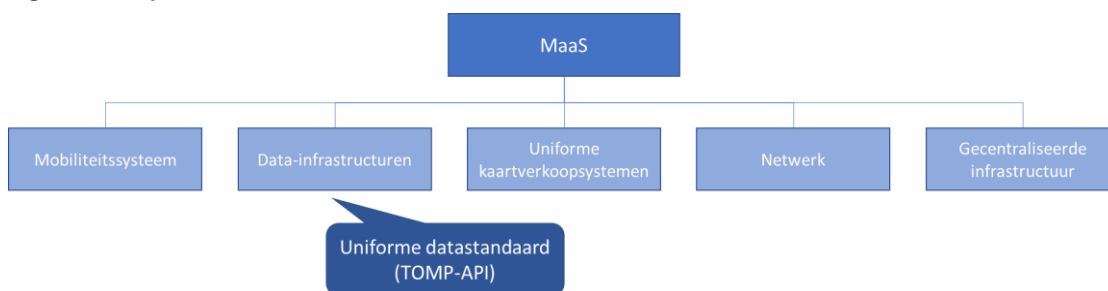 MaaS
Mobiliteitssysteem
Data-infrastructuren
Uniforme
kaartverkoopsystemen
Netwerk
Gecentraliseerde
infrastructuur
Uniforme datastandaard
(TOMP-API)